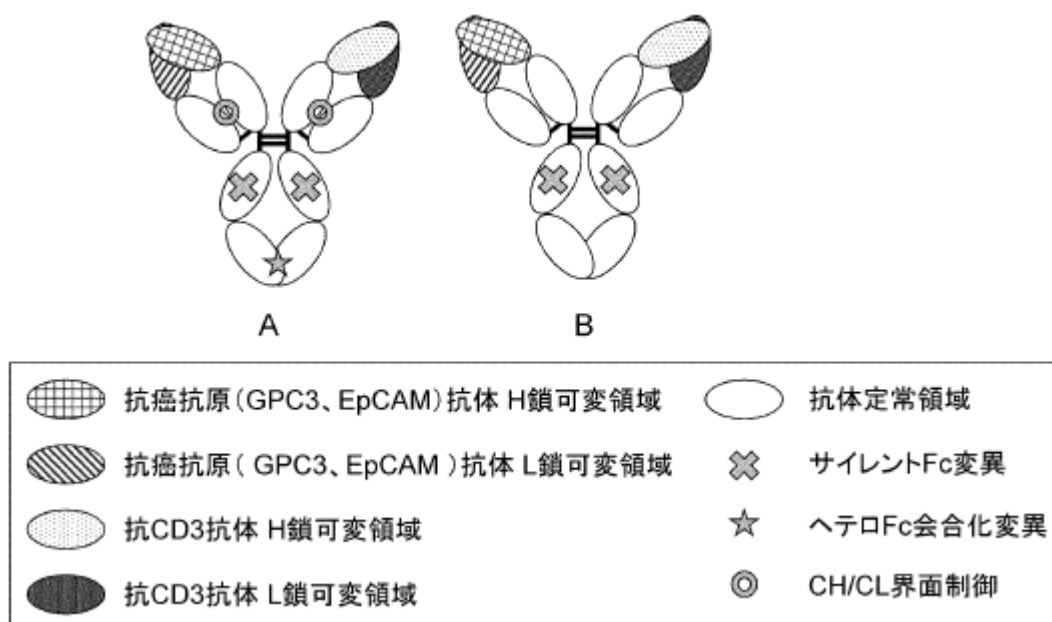 A
B
抗癌抗原(GPC3、EpCAM)抗体 H鎖可変領域
抗癌抗原( GPC3、EpCAM )抗体 L鎖可変領域
抗CD3抗体 H鎖可変領域
抗CD3抗体 L鎖可変領域
抗体定常領域
サイレントFc変異
ヘテロFc会合化変異
CH/CL界面制御